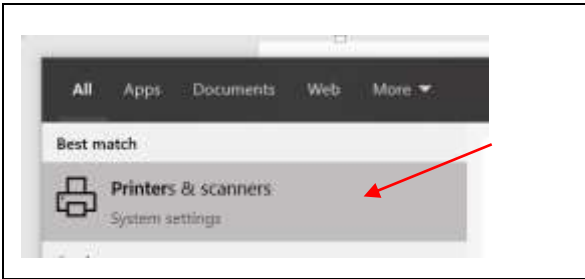 All Apps Documents Web More
Best match
Printers & scanners
System settings